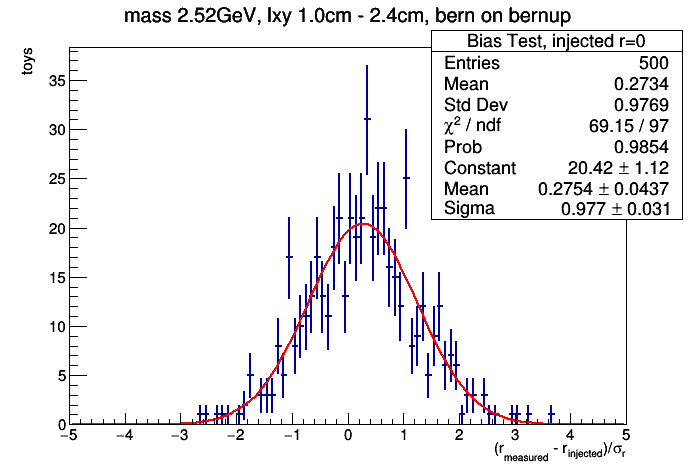 mass 2.52GeV, lxy 1.0cm - 2.4cm, bern on bernup
Bias Test, injected r=0
Entries 500
Mean 0.2734
Std Dev 0.9769
χ² / ndf 69.15 / 97
Prob 0.9854
Constant 20.42 ± 1.12
Mean 0.2754 ± 0.0437
Sigma 0.977 ± 0.031
toys
35
30
25
20
15
10
5
0
−5 −4 −3 −2 −1 0 1 2 3 4 5
(r_measured - r_injected)/σ_r